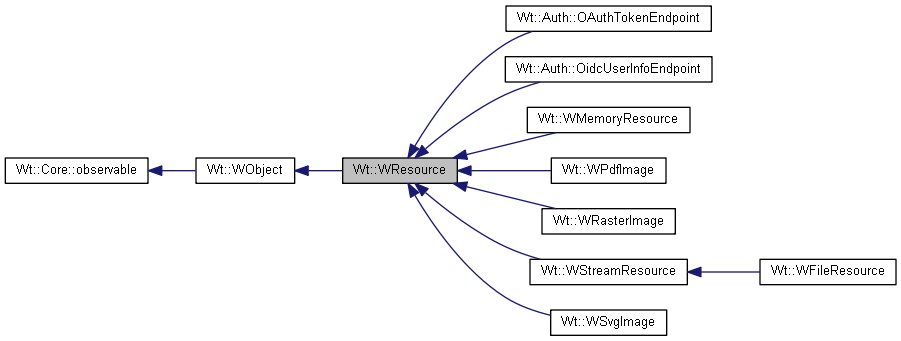 Wt::Auth::OAuthTokenEndpoint
Wt::Auth::OidcUserInfoEndpoint
Wt::WMemoryResource
Wt::Core::observable
Wt::WObject
Wt::WResource
Wt::WPdfImage
Wt::WRasterImage
Wt::WStreamResource
Wt::WFileResource
Wt::WSvgImage